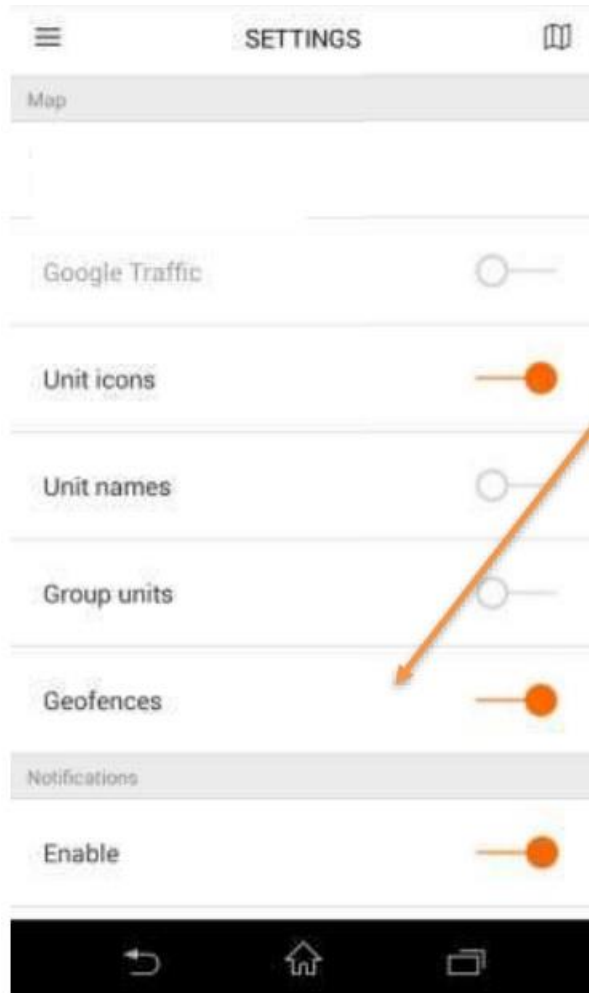 SETTINGS
Map
Google Traffic
Unit icons
Unit names
Group units
Geofences
Notifications
Enable